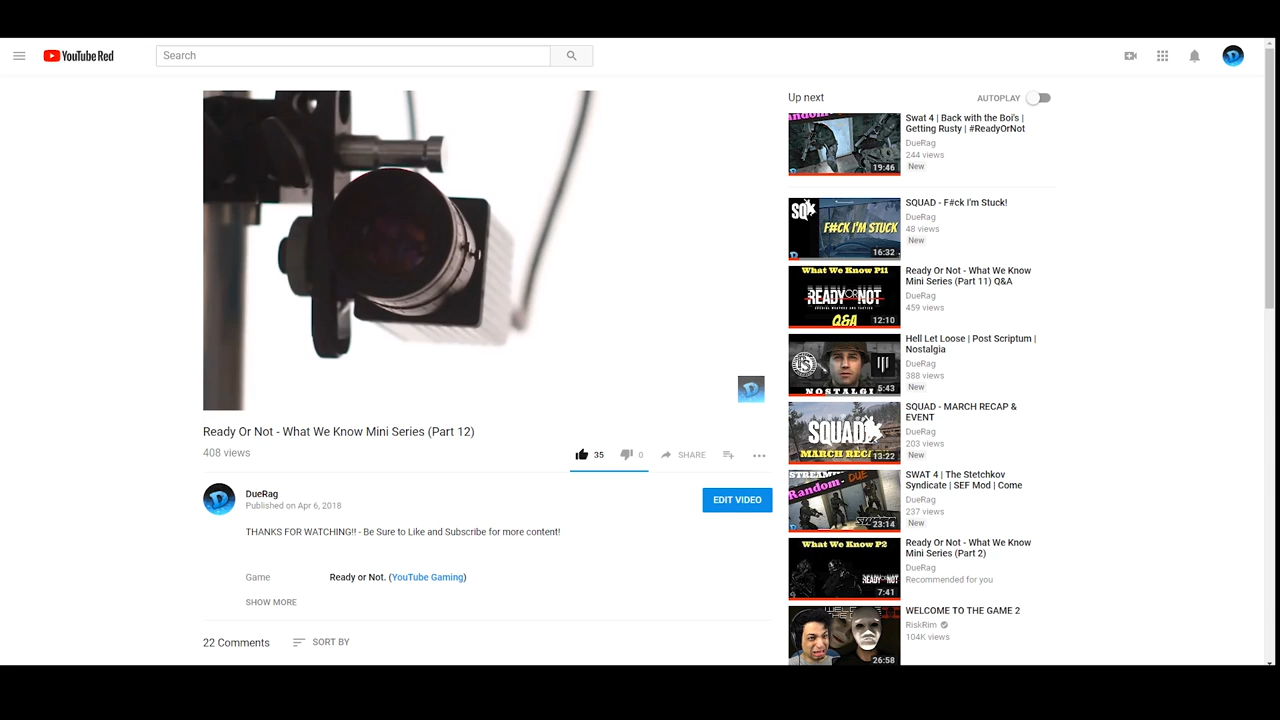 YouTube Red
Search
Up next
AUTOPLAY
Random
19:46
Swat 4 | Back with the Boi's |
Getting Rusty | #ReadyOrNot
DueRag
244 views
New
SQ
F#CK I'M STUCK
16:32
SQUAD - F#ck I'm Stuck!
DueRag
48 views
New
What We Know P11
READY OR NOT
Q&A
12:10
Ready Or Not - What We Know
Mini Series (Part 11) Q&A
DueRag
459 views
NOSTALGI
5:43
Hell Let Loose | Post Scriptum |
Nostalgia
DueRag
388 views
New
SQUAD
MARCH REC
13:22
SQUAD - MARCH RECAP &
EVENT
DueRag
203 views
New
Random- DUE
23:14
SWAT 4 | The Stetchkov
Syndicate | SEF Mod | Come
DueRag
237 views
New
What We Know P2
READY OR NOT
7:41
Ready Or Not - What We Know
Mini Series (Part 2)
DueRag
Recommended for you
26:58
WELCOME TO THE GAME 2
RiskRim
104K views
D
Ready Or Not - What We Know Mini Series (Part 12)
408 views
35
0
SHARE
DueRag
Published on Apr 6, 2018
EDIT VIDEO
THANKS FOR WATCHING!! - Be Sure to Like and Subscribe for more content!
Game
Ready or Not. (YouTube Gaming)
SHOW MORE
22 Comments
SORT BY